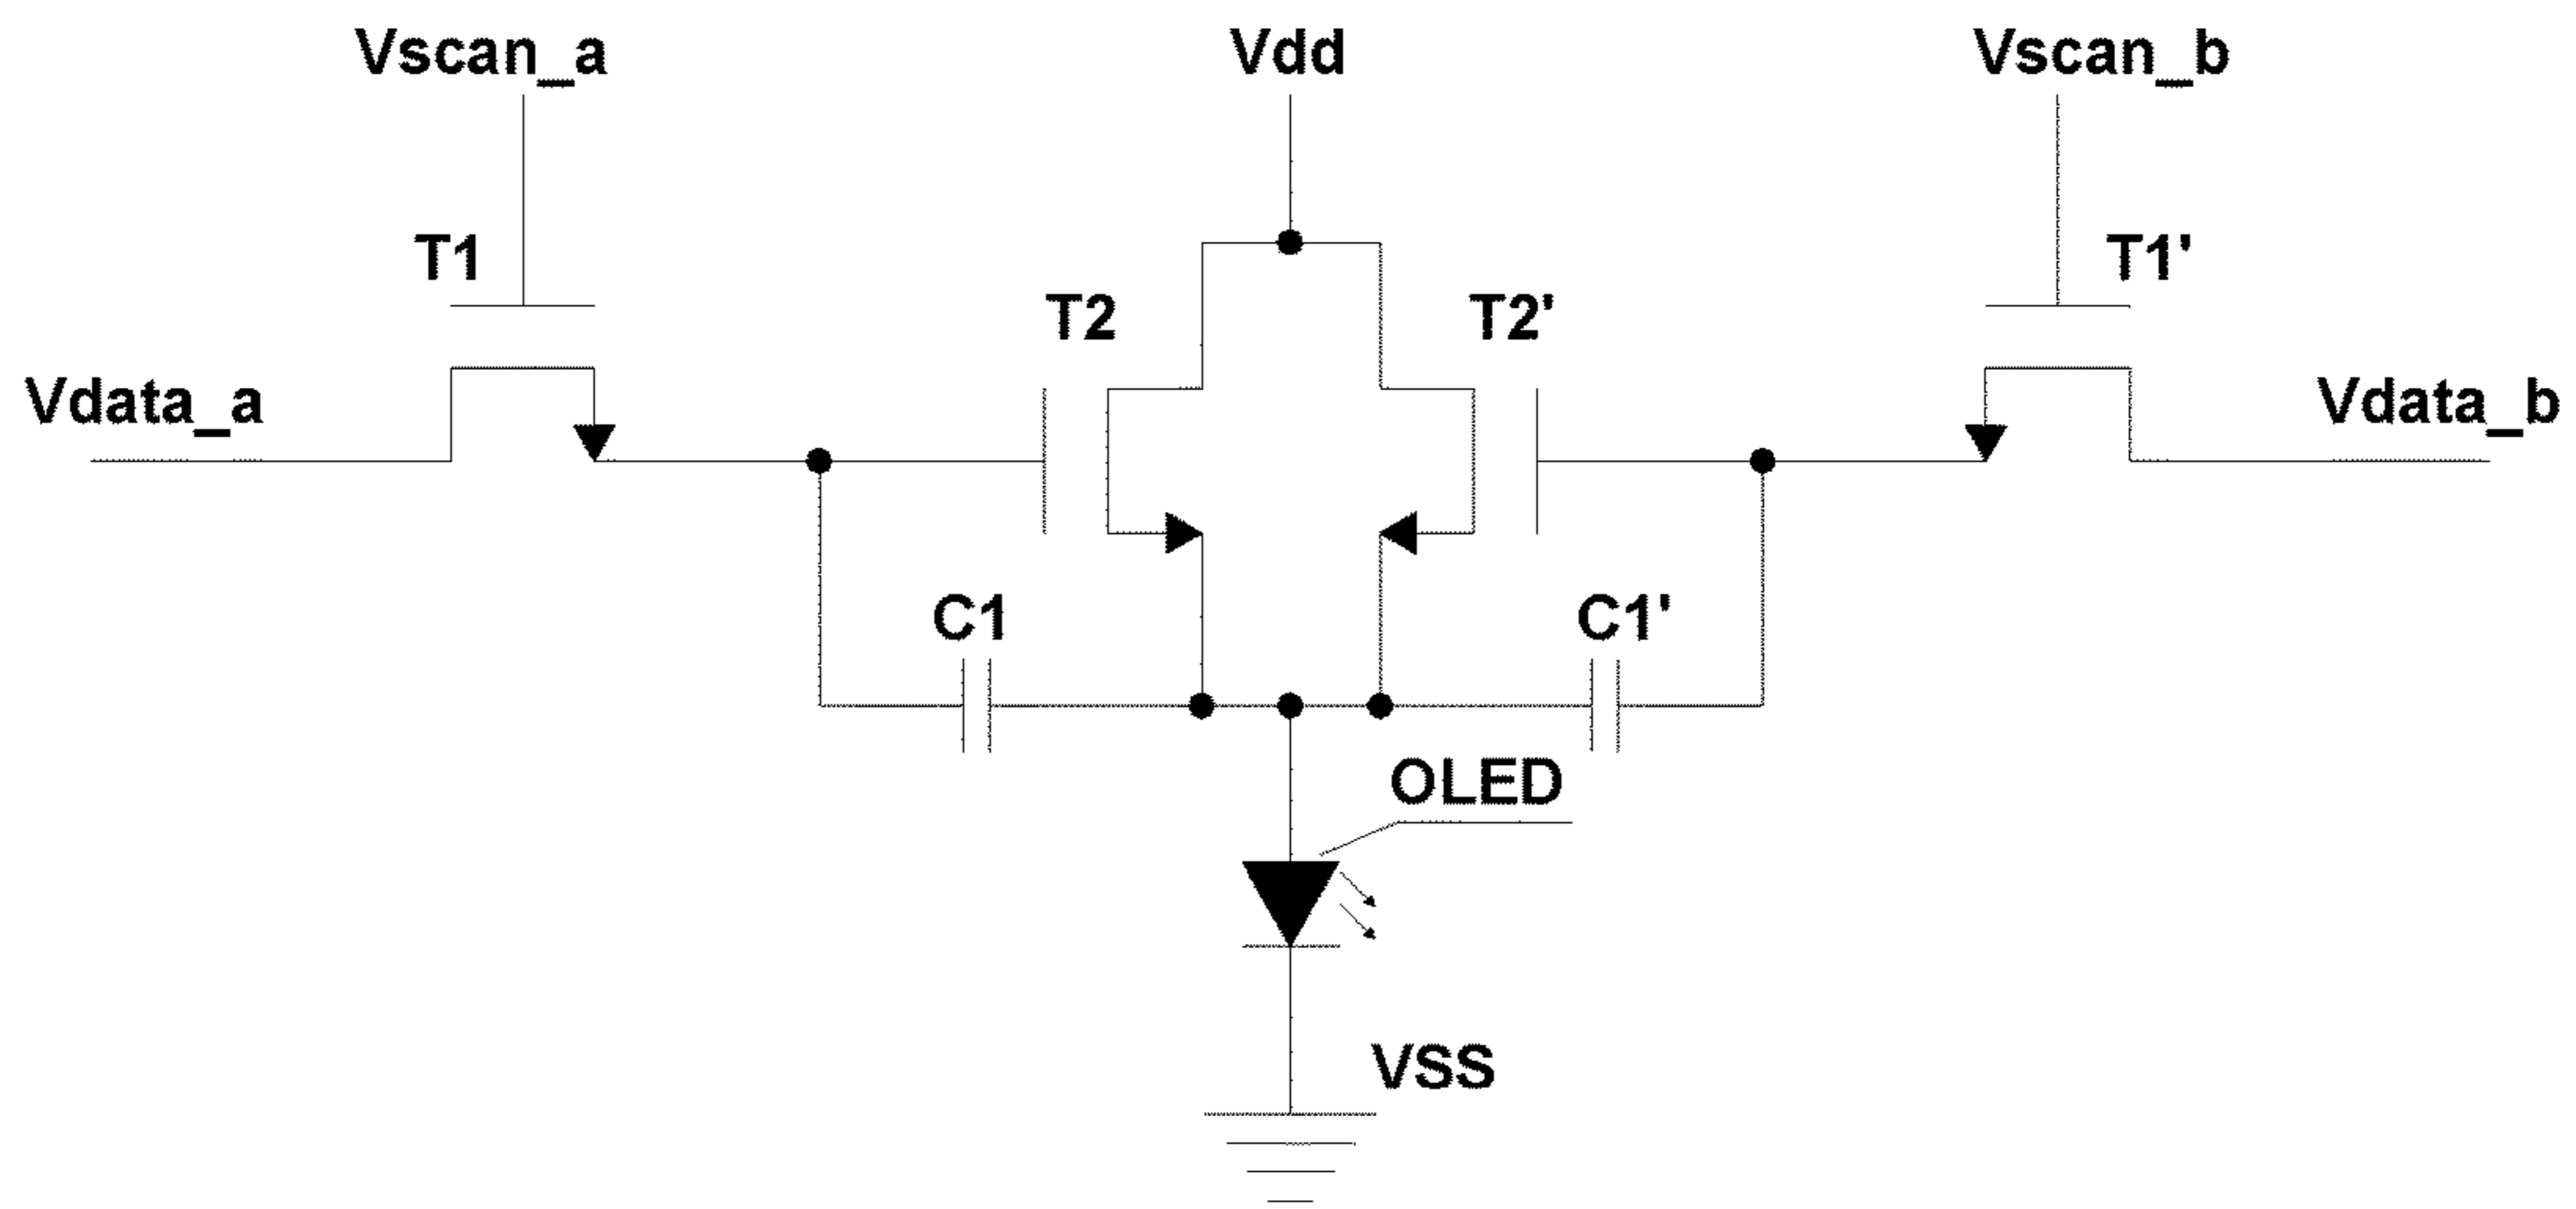 Vscan_a
Vdd
Vscan_b
T1
T1'
T2
T2'
Vdata_a
Vdata_b
C1
C1'
OLED
VSS